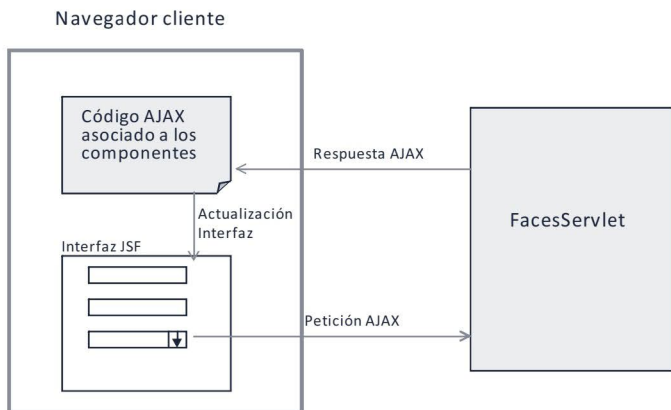 Navegador cliente
Código AJAX
asociado a los
componentes
Respuesta AJAX
Actualización
Interfaz
FacesServlet
Interfaz JSF
Petición AJAX